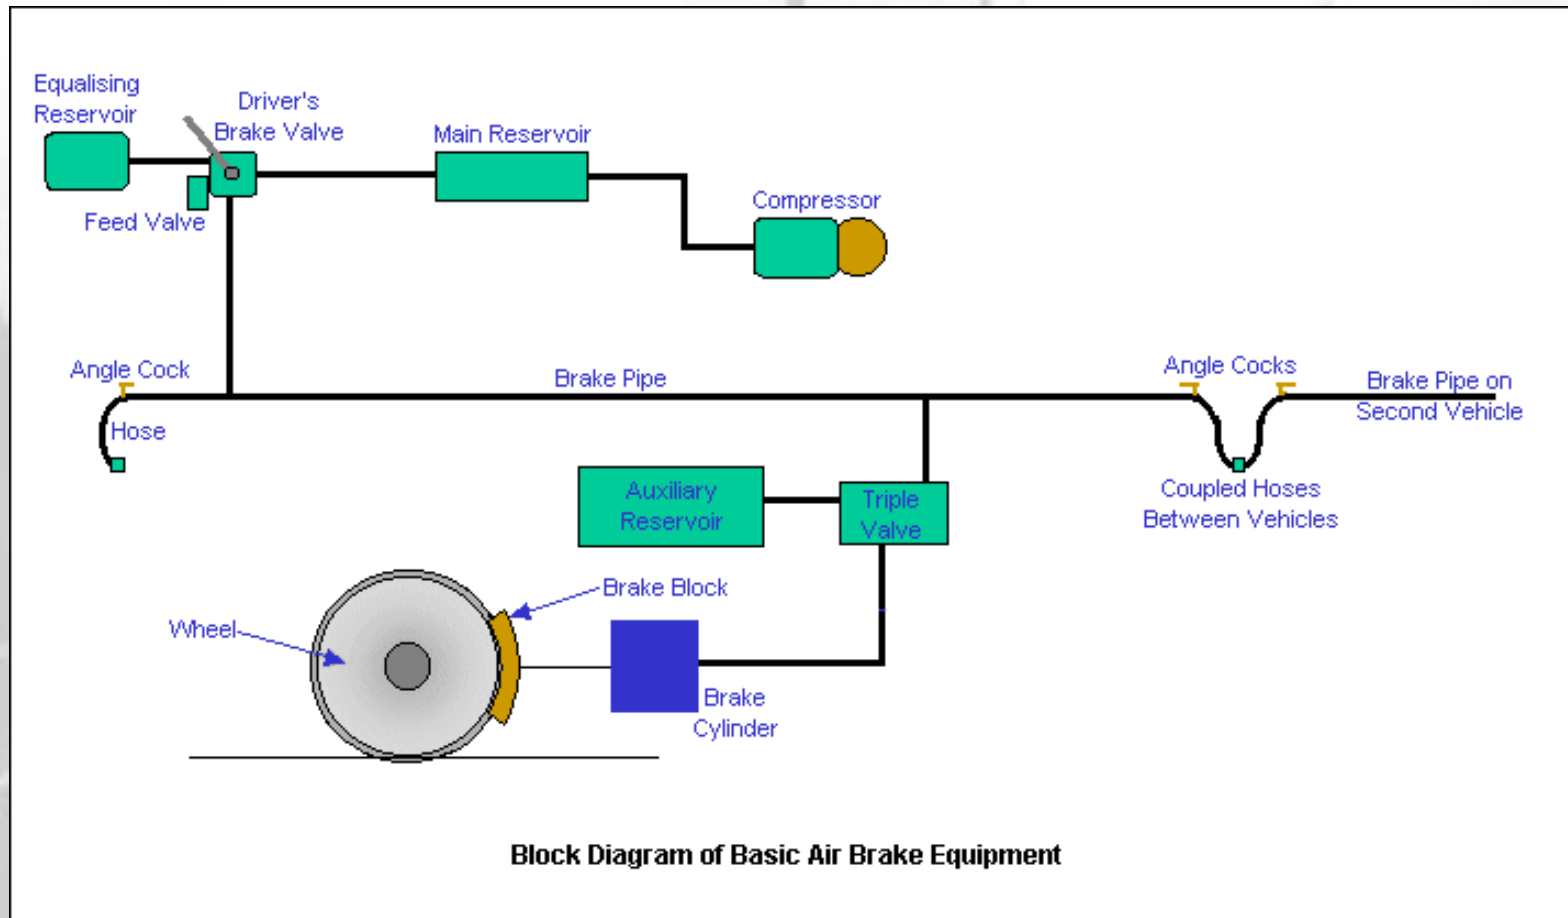 Equalising
Reservoir
Driver's
Brake Valve
Main Reservoir
Compressor
Feed Valve
Angle Cock
Brake Pipe
Angle Cocks
Brake Pipe on
Second Vehicle
Hose
Auxiliary
Reservoir
Triple
Valve
Coupled Hoses
Between Vehicles
Brake Block
Wheel
Brake
Cylinder
Block Diagram of Basic Air Brake Equipment